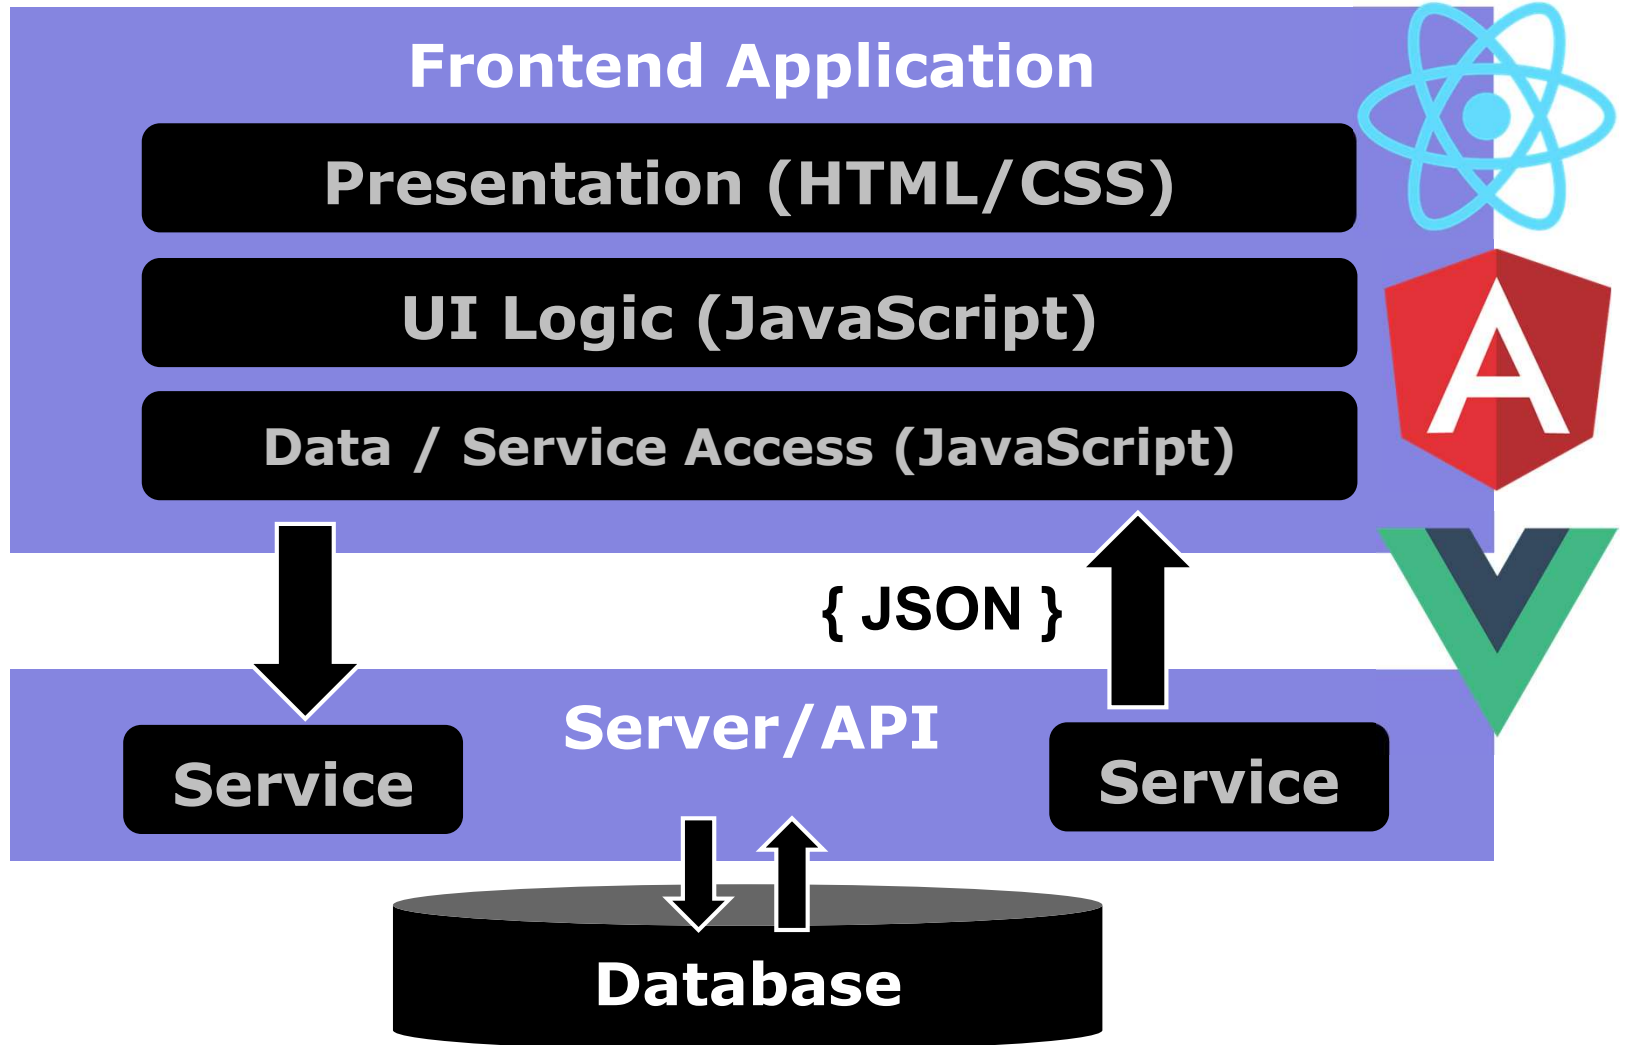 Frontend Application
Presentation (HTML/CSS)
UI Logic (JavaScript)
Data / Service Access (JavaScript)
{ JSON }
Server/API
Service
Service
Database